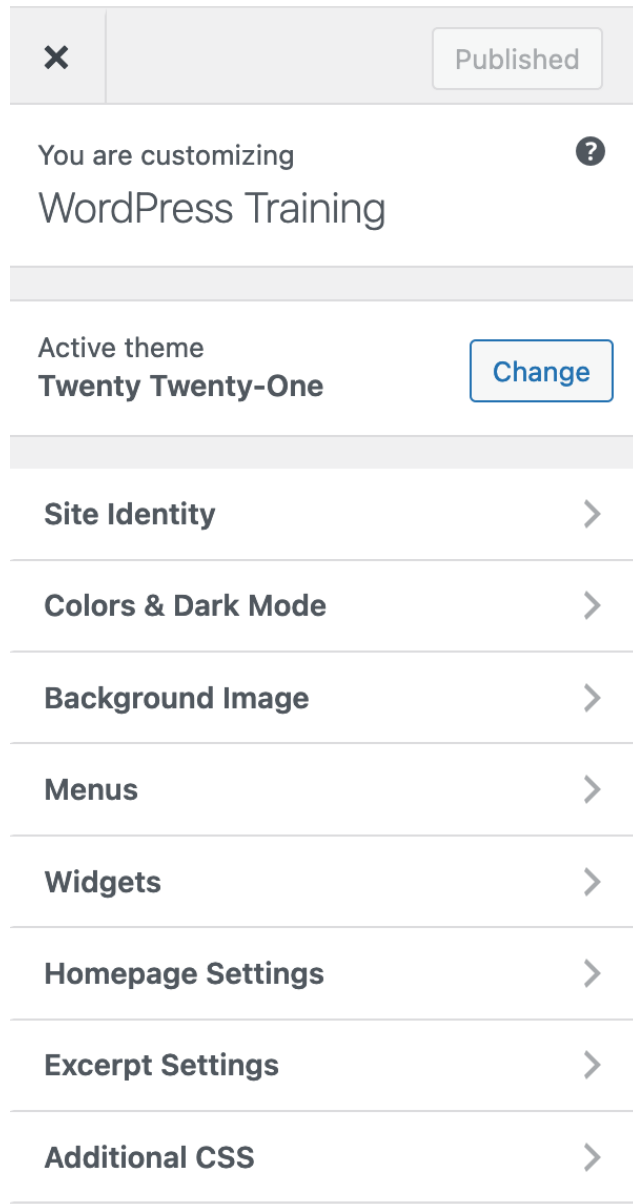 Published
You are customizing
WordPress Training
Active theme
Twenty Twenty-One
Change
Site Identity
Colors & Dark Mode
Background Image
Menus
Widgets
Homepage Settings
Excerpt Settings
Additional CSS